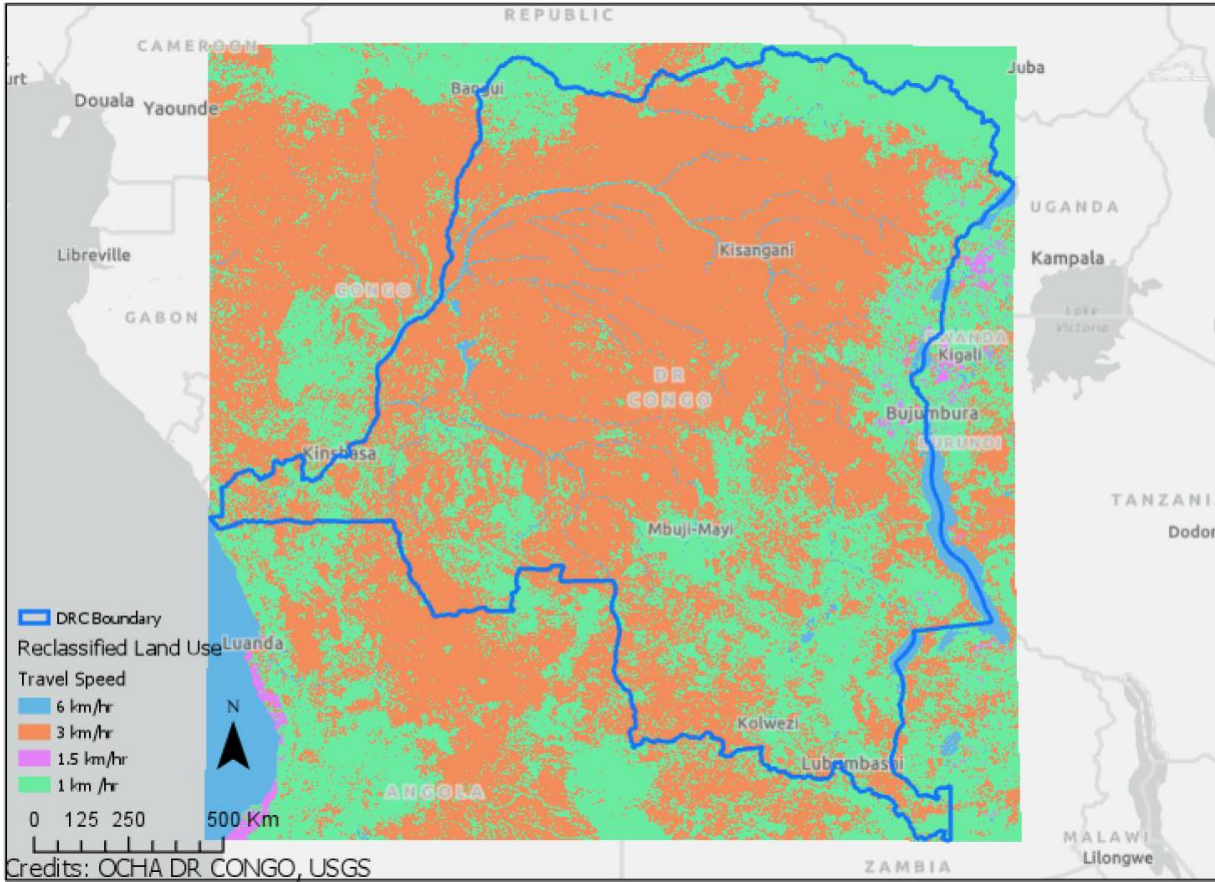 REPUBLIC
CAMEROON
Juba
urt
Bangui
Douala
Yaounde
UGANDA
Kisangani
Kampala
Libreville
CONGO
Lake
Victoria
GABON
RWANDA
Kigali
DR
CONGO
Bujumbura
BURUNDI
Kinshasa
TANZANI
Mbuji-Mayi
Dodor
DRC Boundary
Reclassified Land Use
Luanda
Travel Speed
6 km/hr
N
3 km/hr
Kolwezi
1.5 km/hr
Lubumbashi
1 km /hr
ANGOLA
0 125 250 500 Km
MALAWI
Lilongwe
Credits: OCHA DR CONGO, USGS
ZAMBIA